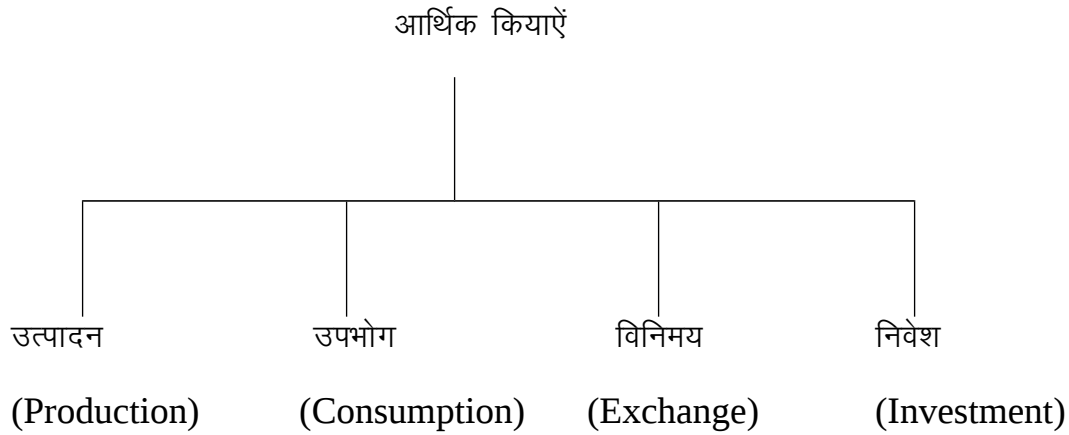 आर्थिक कियाऐं
उत्पादन उपभोग विनिमय निवेश
(Production) (Consumption) (Exchange) (Investment)